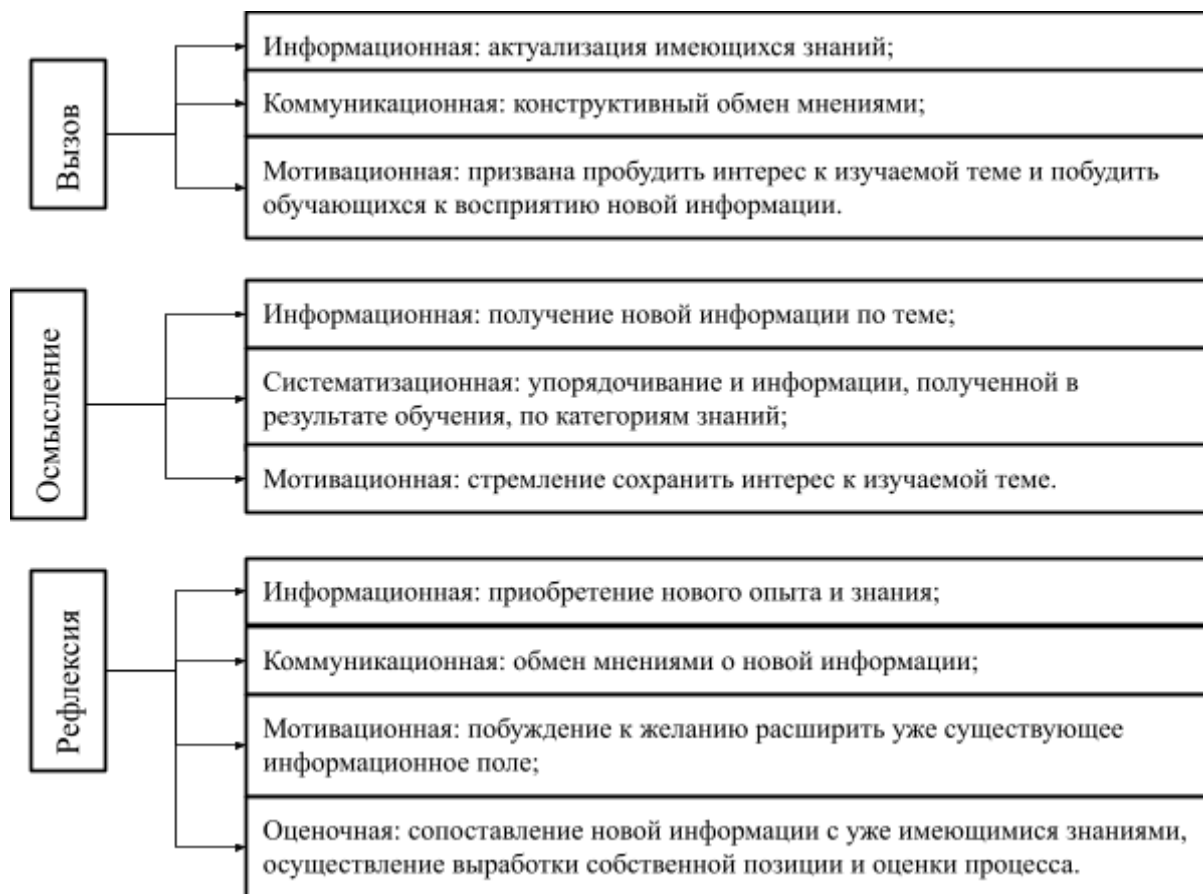 Вызов
Информационная: актуализация имеющихся знаний;
Коммуникационная: конструктивный обмен мнениями;
Мотивационная: призвана пробудить интерес к изучаемой теме и побудить
обучающихся к восприятию новой информации.
Осмысление
Информационная: получение новой информации по теме;
Систематизационная: упорядочивание и информации, полученной в
результате обучения, по категориям знаний;
Мотивационная: стремление сохранить интерес к изучаемой теме.
Рефлексия
Информационная: приобретение нового опыта и знания;
Коммуникационная: обмен мнениями о новой информации;
Мотивационная: побуждение к желанию расширить уже существующее
информационное поле;
Оценочная: сопоставление новой информации с уже имеющимися знаниями,
осуществление выработки собственной позиции и оценки процесса.